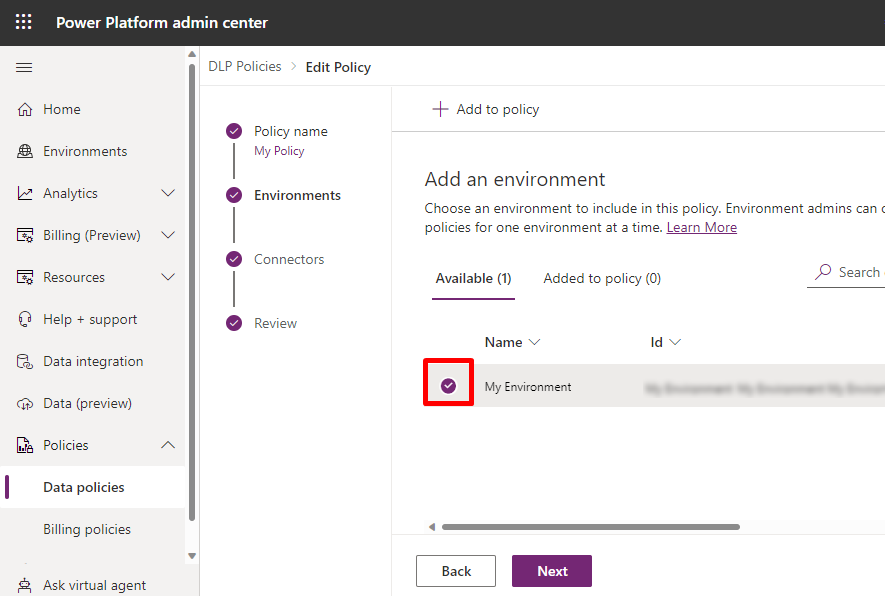 Power Platform admin center
DLP Policies > Edit Policy
Home
Environments
Analytics
Billing (Preview)
Resources
Help + support
Data integration
Data (preview)
Policies
Data policies
Billing policies
Ask virtual agent
Policy name
My Policy
Environments
Connectors
Review
+ Add to policy
Add an environment
Choose an environment to include in this policy. Environment admins can
policies for one environment at a time. Learn More
Available (1) Added to policy (0) Search
Name Id
My Environment
Back Next